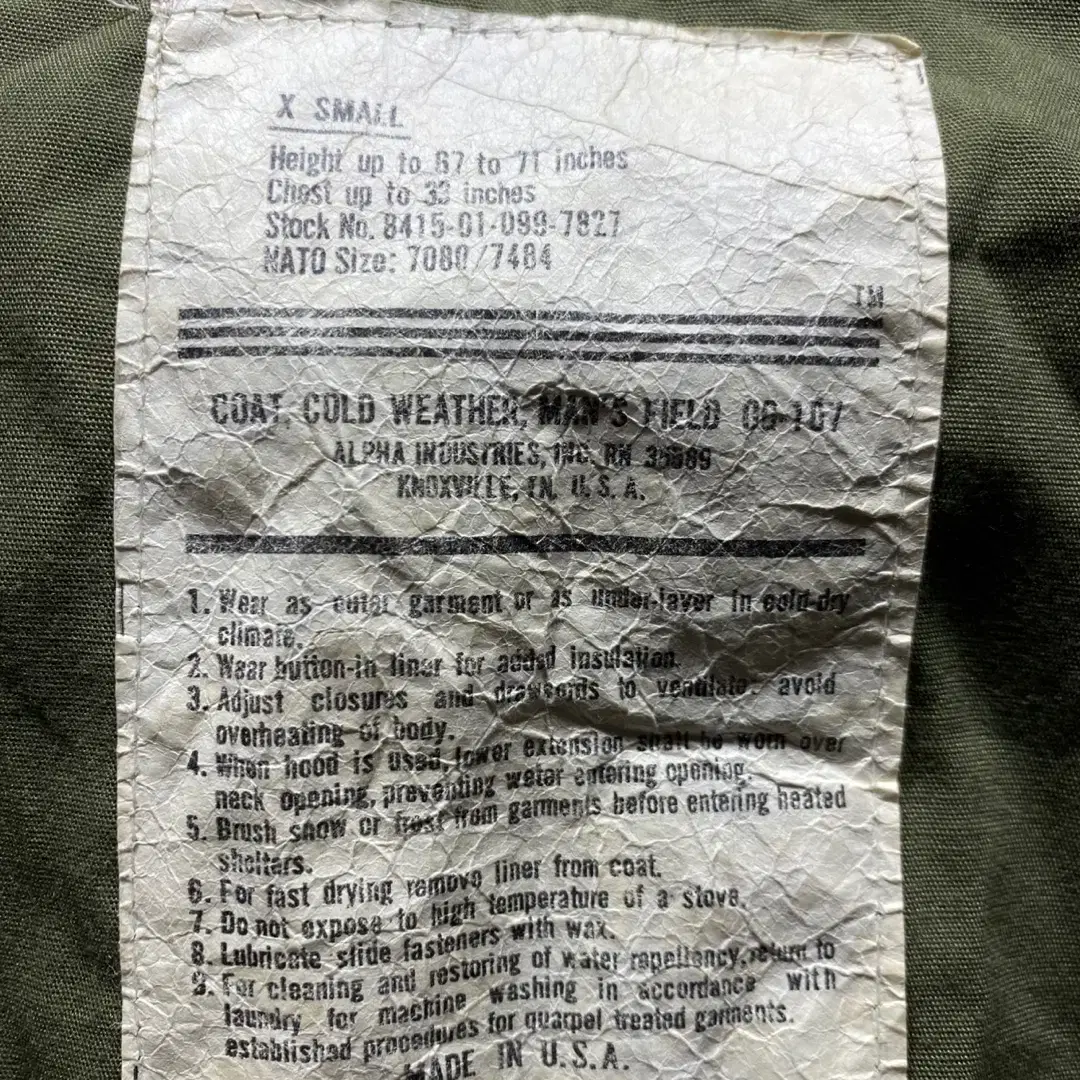 X SMALL
Height up to 67 to 71 inches
Chest up to 33 inches
Stock No. 8415-01-099-7827
NATO Size: 7080/7484
TM
COAT, COLD WEATHER, MAN'S FIELD OG-107
ALPHA INDUSTRIES, INC. RN
KNOXVILLE, TN. U.S.A.
1. Wear as outer garment or as under-layer in cold-dry
climate.
2. Wear button-in liner for added insulation.
3. Adjust closures and drawcords to ventilate. avoid
overheating of body.
4. When hood is used, lower extension shall be worn over
neck opening, preventing water entering opening.
5. Brush snow or frost from garments before entering heated
shelters.
6. For fast drying remove liner from coat.
7. Do not expose to high temperature of a stove.
8. Lubricate slide fasteners with wax.
9. For cleaning and restoring of water repellency, return to
laundry for machine washing in accordance with
established procedures for quarpel treated garments.
MADE IN U.S.A.